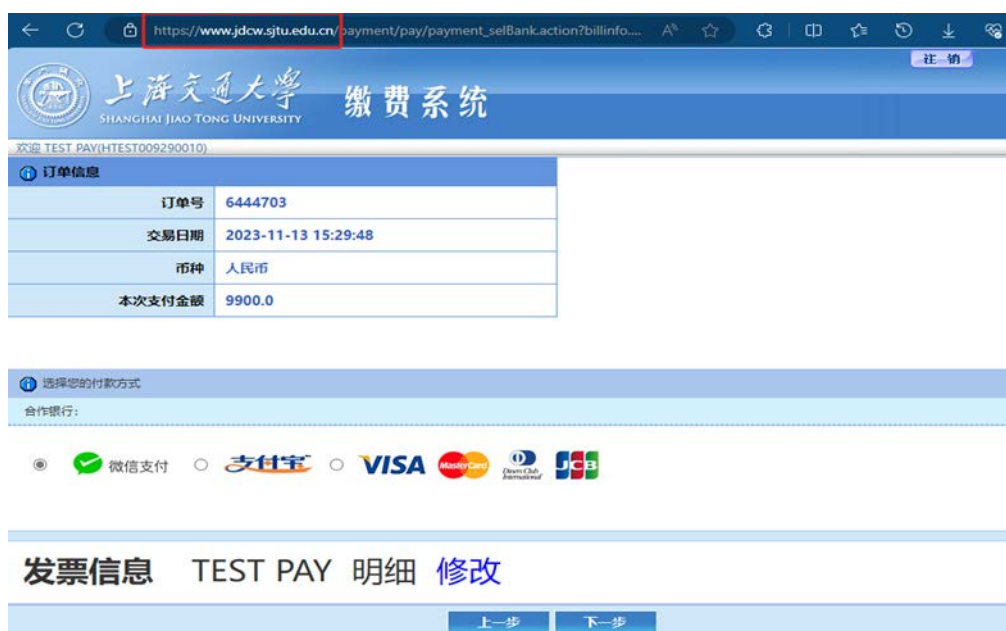 https://www.jdcw.sjtu.edu.cn/payment/pay/payment_selBank.action?billinfo....
注 销
上海交通大学
SHANGHAI JIAO TONG UNIVERSITY
缴费系统
欢迎 TEST PAY(HTEST009290010)
订单信息
订单号 6444703
交易日期 2023-11-13 15:29:48
币种 人民币
本次支付金额 9900.0
选择您的付款方式
合作银行:
微信支付 支付宝 VISA MasterCard Diners Club International JCB
发票信息 TEST PAY 明细 修改
上一步 下一步